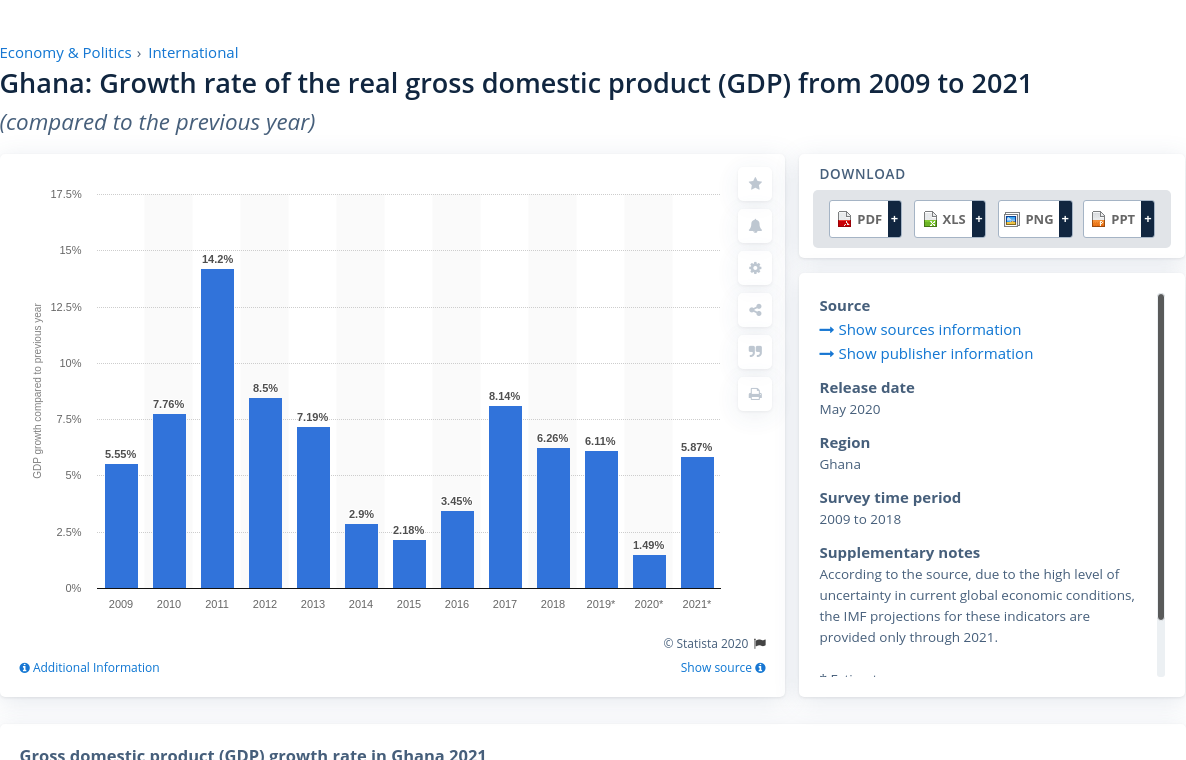 Economy & Politics › International
Ghana: Growth rate of the real gross domestic product (GDP) from 2009 to 2021
(compared to the previous year)
GDP growth compared to previous year
17.5%
15%
12.5%
10%
7.5%
5%
2.5%
0%
5.55%
7.76%
14.2%
8.5%
7.19%
2.9%
2.18%
3.45%
8.14%
6.26%
6.11%
1.49%
5.87%
2009 2010 2011 2012 2013 2014 2015 2016 2017 2018 2019* 2020* 2021*
© Statista 2020
Additional Information
Show source
DOWNLOAD
PDF + XLS + PNG + PPT +
Source
Show sources information
Show publisher information
Release date
May 2020
Region
Ghana
Survey time period
2009 to 2018
Supplementary notes
According to the source, due to the high level of
uncertainty in current global economic conditions,
the IMF projections for these indicators are
provided only through 2021.
Gross domestic product (GDP) growth rate in Ghana 2021